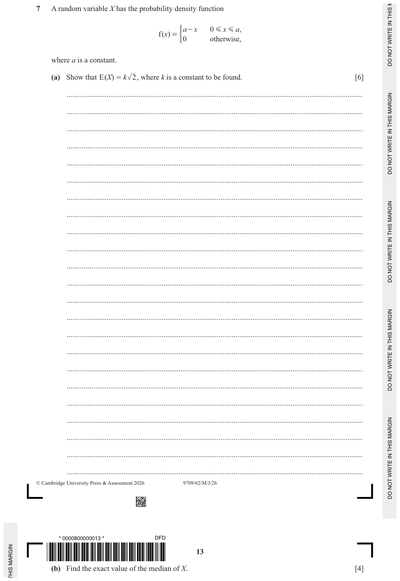 7 A random variable X has the probability density function
f(x) = { a − x 0 ⩽ x ⩽ a,
0 otherwise,
where a is a constant.
(a) Show that E(X) = k√2, where k is a constant to be found. [6]
© Cambridge University Press & Assessment 2026 9709/62/M/J/26
* 0000800000013 * DFD
13
(b) Find the exact value of the median of X. [4]
DO NOT WRITE IN THIS M
DO NOT WRITE IN THIS MARGIN
DO NOT WRITE IN THIS MARGIN
DO NOT WRITE IN THIS MARGIN
DO NOT WRITE IN THIS MARGIN
THIS MARGIN